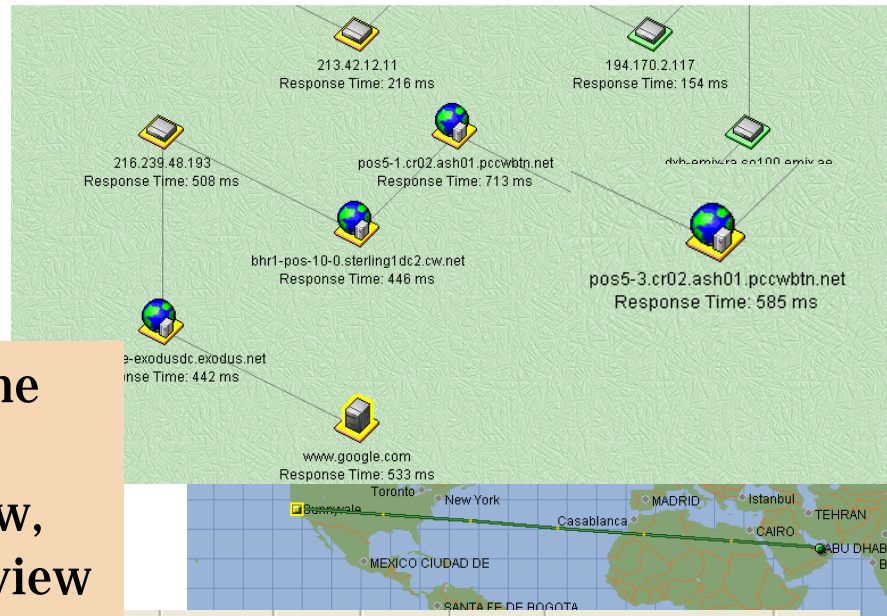 213.42.12.11
Response Time: 216 ms
194.170.2.117
Response Time: 154 ms
216.239.48.193
Response Time: 508 ms
pos5-1.cr02.ash01.pccwbtn.net
Response Time: 713 ms
bhr1-pos-10-0.sterling1dc2.cw.net
Response Time: 446 ms
pos5-3.cr02.ash01.pccwbtn.net
Response Time: 585 ms
e-exodusdc.exodus.net
nse Time: 442 ms
www.google.com
Response Time: 533 ms
ne
w,
view
Toronto
New York
Sunnyvale
MADRID
Istanbul
Casablanca
TEHRAN
CAIRO
ABU DHAB
MEXICO CIUDAD DE
SANTA FE DE BOGOTA